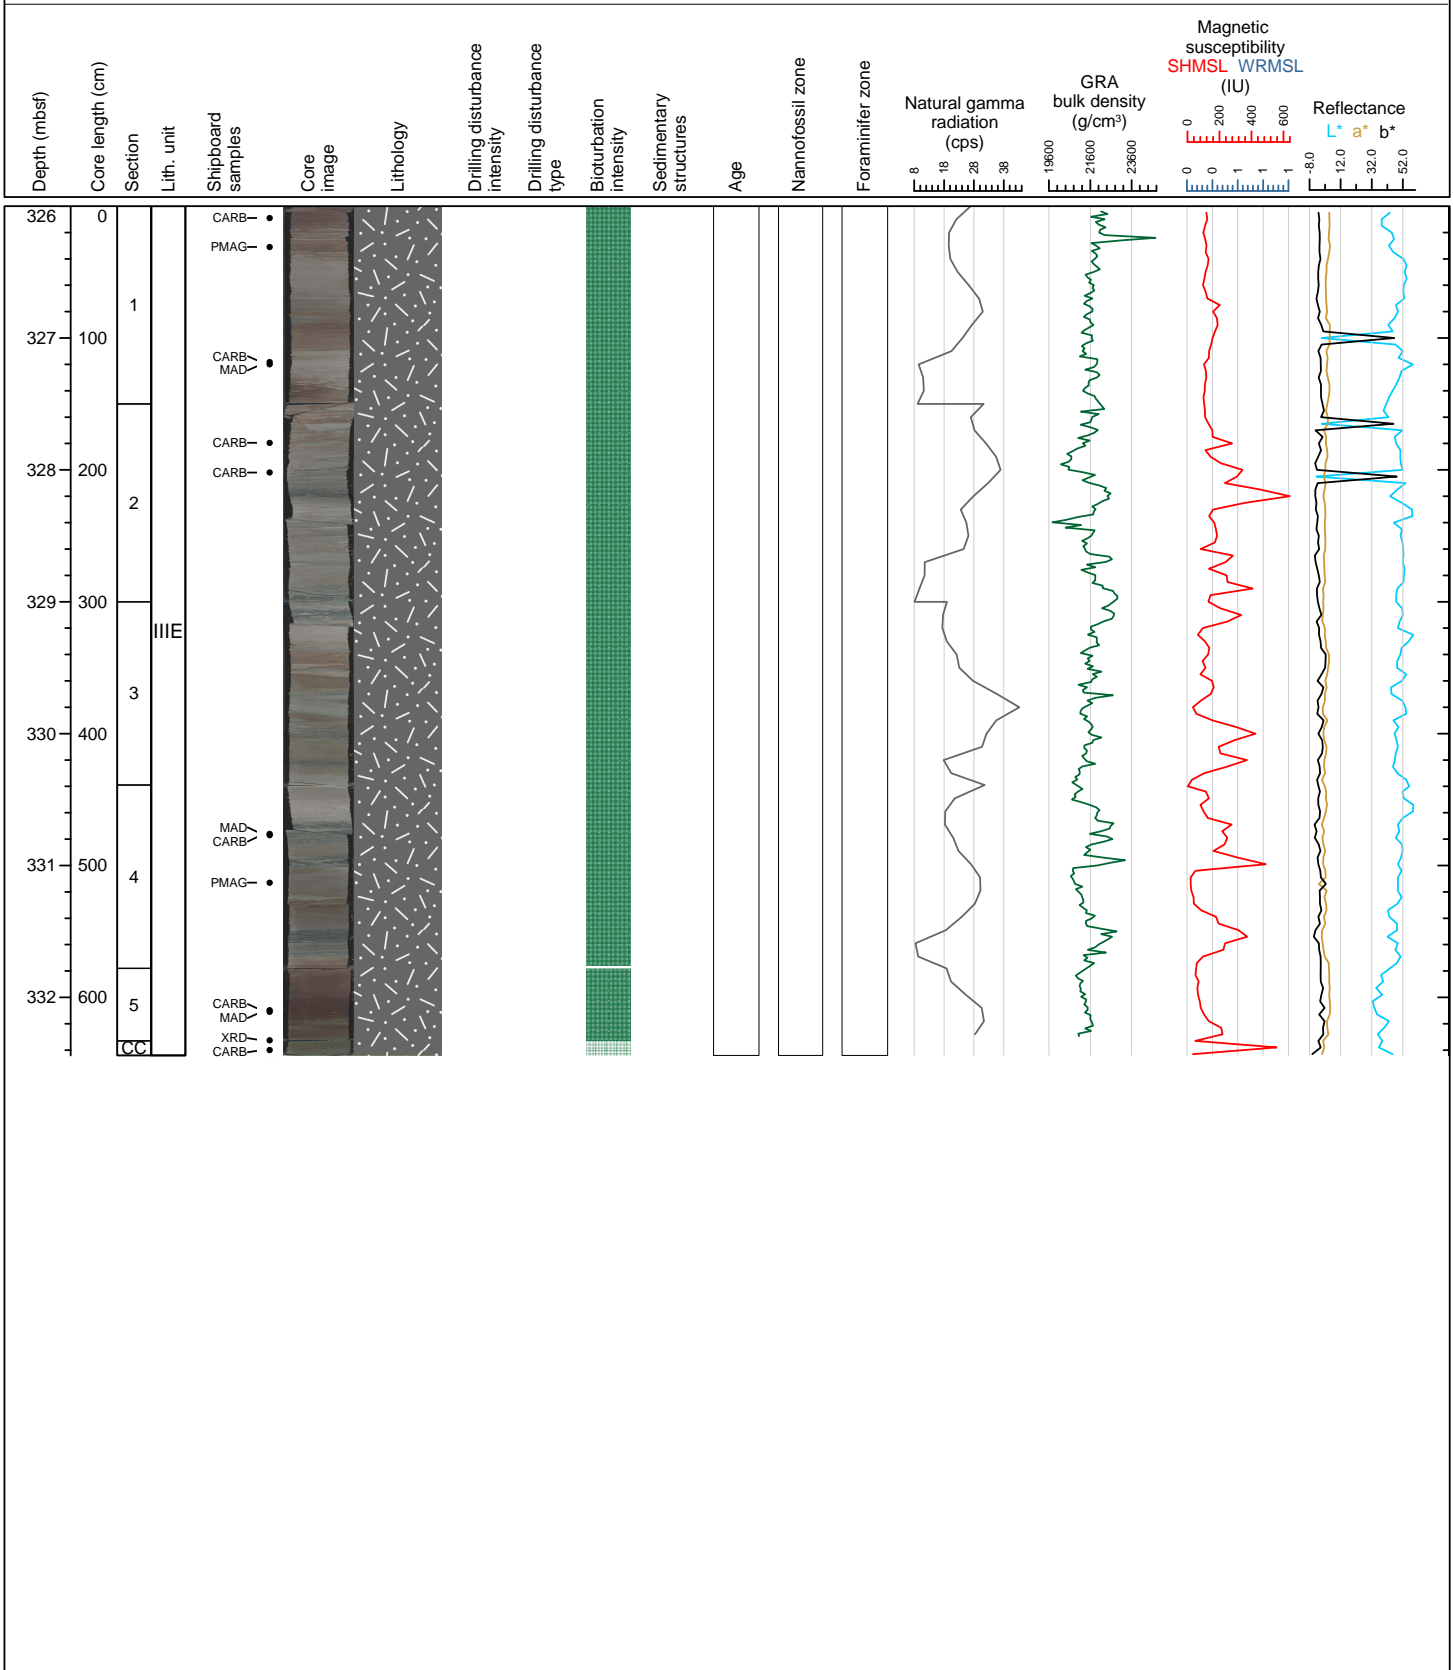 Depth (mbsf)
Core length (cm)
Section
Lith. unit
Shipboard
samples
Core
image
Lithology
Drilling disturbance
intensity
Drilling disturbance
type
Bioturbation
intensity
Sedimentary
structures
Age
Nannofossil zone
Foraminifer zone
Natural gamma
radiation
(cps)
8 18 28 38
GRA
bulk density
(g/cm³)
19600 21600 23600
Magnetic
susceptibility
SHMSL WRMSL
(IU)
0 200 400 600
0 0 1 1 1
Reflectance
L* a* b*
-8.0 12.0 32.0 52.0
326 0
CARB
PMAG
1
327 100
CARB
MAD
CARB
328 200
CARB
2
329 300
IIIE
3
330 400
MAD
CARB
331 500
4
PMAG
332 600
5
CARB
MAD
XRD
CC
CARB